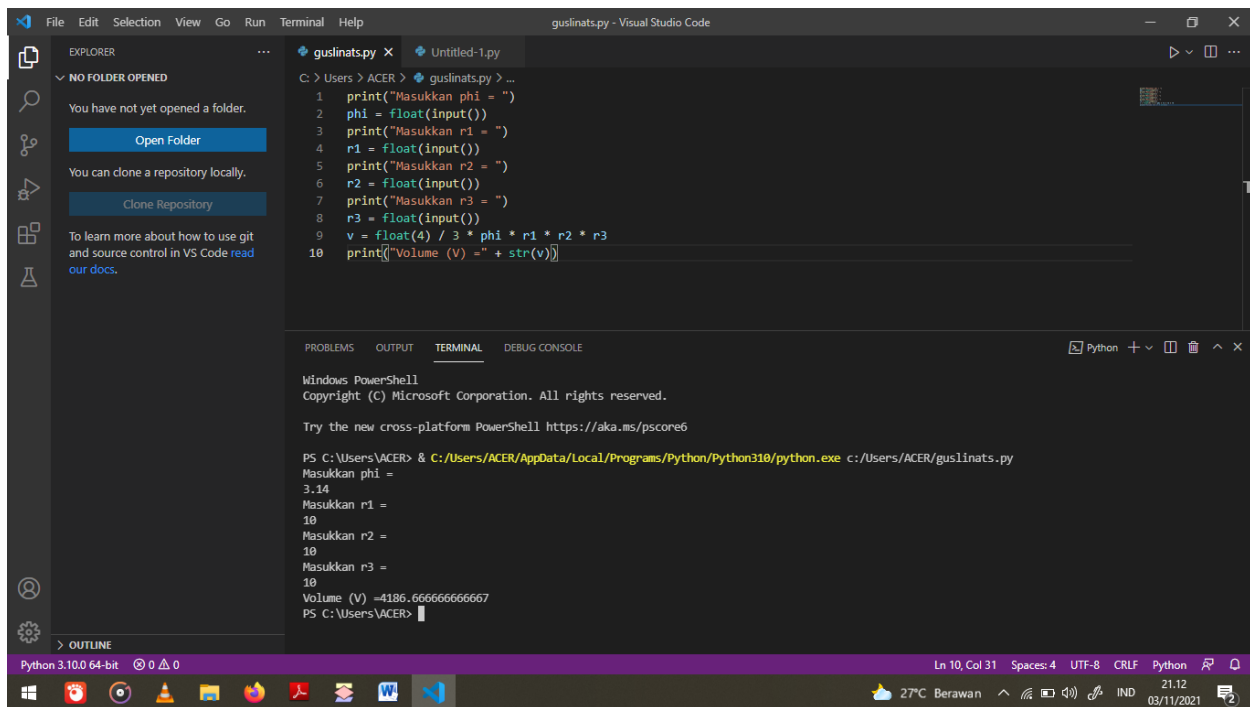 File Edit Selection View Go Run Terminal Help
guslinats.py - Visual Studio Code
EXPLORER
NO FOLDER OPENED
You have not yet opened a folder.
Open Folder
You can clone a repository locally.
Clone Repository
To learn more about how to use git
and source control in VS Code read
our docs.
OUTLINE
guslinats.py Untitled-1.py
C: > Users > ACER > guslinats.py > ...
1 print("Masukkan phi = ")
2 phi = float(input())
3 print("Masukkan r1 = ")
4 r1 = float(input())
5 print("Masukkan r2 = ")
6 r2 = float(input())
7 print("Masukkan r3 = ")
8 r3 = float(input())
9 v = float(4) / 3 * phi * r1 * r2 * r3
10 print("Volume (V) =" + str(v))
PROBLEMS OUTPUT TERMINAL DEBUG CONSOLE
Python
Windows PowerShell
Copyright (C) Microsoft Corporation. All rights reserved.
Try the new cross-platform PowerShell https://aka.ms/pscore6
PS C:\Users\ACER> & C:/Users/ACER/AppData/Local/Programs/Python/Python310/python.exe c:/Users/ACER/guslinats.py
Masukkan phi =
3.14
Masukkan r1 =
10
Masukkan r2 =
10
Masukkan r3 =
10
Volume (V) =4186.666666666667
PS C:\Users\ACER>
Python 3.10.0 64-bit 0 0
Ln 10, Col 31 Spaces: 4 UTF-8 CRLF Python
27°C Berawan IND
21.12
03/11/2021
2